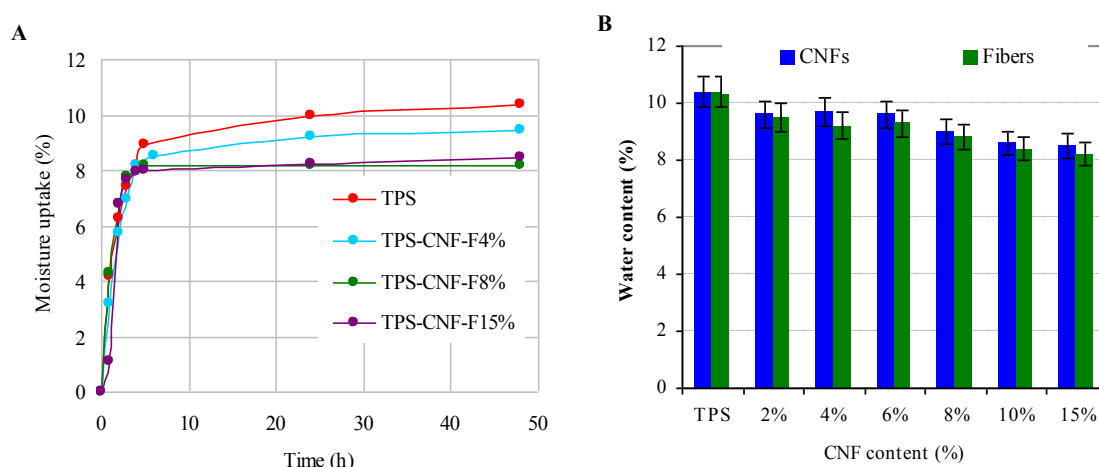 A
Moisture uptake (%)
12
10
8
6
4
2
0
TPS
TPS-CNF-F4%
TPS-CNF-F8%
TPS-CNF-F15%
0
10
20
30
40
50
Time (h)
B
Water content (%)
12
10
8
6
4
2
0
CNFs
Fibers
TPS
2%
4%
6%
8%
10%
15%
CNF content (%)